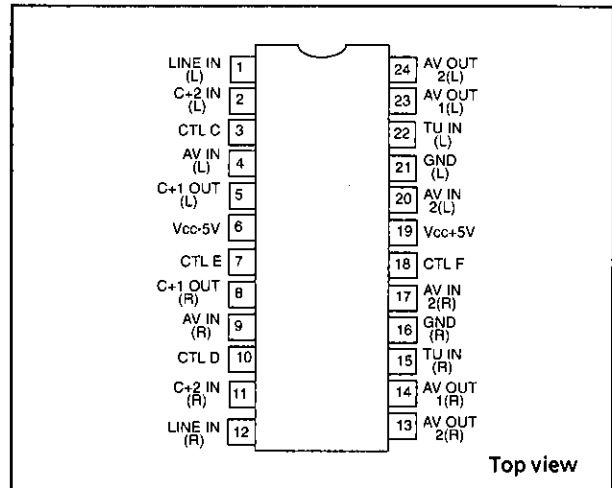 LINE IN
(L)
1
C+2 IN
(L)
2
CTL C
3
AV IN
(L)
4
C+1 OUT
(L)
5
Vcc-5V
6
CTL E
7
C+1 OUT
(R)
8
AV IN
(R)
9
CTL D
10
C+2 IN
(R)
11
LINE IN
(R)
12
24
AV OUT
2(L)
23
AV OUT
1(L)
22
TU IN
(L)
21
GND
(L)
20
AV IN
2(L)
19
Vcc+5V
18
CTL F
17
AV IN
2(R)
16
GND
(R)
15
TU IN
(R)
14
AV OUT
1(R)
13
AV OUT
2(R)
Top view